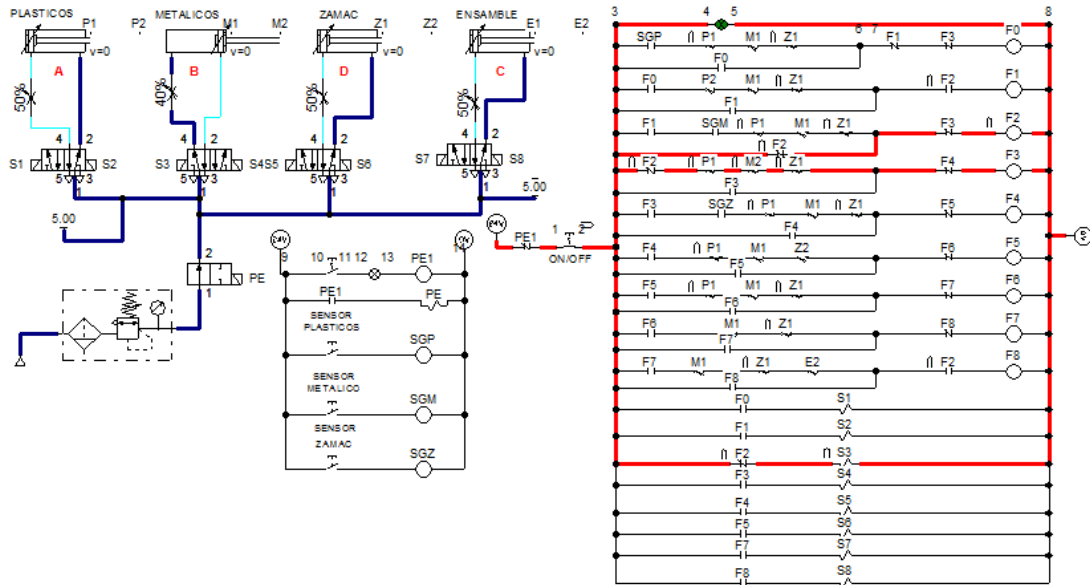 PLASTICOS P1 P2 METALICOS M1 M2 ZAMAC Z1 Z2 ENSAMBLE E1 E2
v=0 v=0 v=0 v=0
A B D C
50% 40% 50% 50%
4 2 4 2 4 2 4 2
S1 S2 S3 S4 S5 S6 S7 S8
5 3 5 3 5 3 5 3
1 1 1 1
5.00 5.00
2
PE
1
24V 0V
9 14
10 11 12 13 PE1
PE1 PE
SENSOR
PLASTICOS
SGP
SENSOR
METALICO
SGM
SENSOR
ZAMAC
SGZ
24V PE1 1 2
ON/OFF
3 4 5 8
SGP P1 M1 Z1 6 7 F1 F3 F0
F0
F0 P2 M1 Z1 F2 F1
F1
F1 SGM P1 M1 Z1 F3 F2
F2
F2 P1 M2 Z1 F4 F3
F3
F3 SGZ P1 M1 Z1 F5 F4
F4
F4 P1 M1 Z2 F6 F5
F5
F5 P1 M1 Z1 F7 F6
F6
F6 M1 Z1 F8 F7
F7
F7 M1 Z1 E2 F2 F8
F8
F0 S1
F1 S2
F2 S3
F3 S4
F4 S5
F5 S6
F7 S7
F8 S8